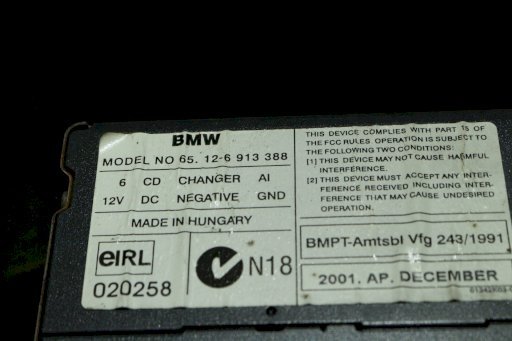 BMW
MODEL NO 65. 12-6 913 388
6 CD CHANGER AI
12V DC NEGATIVE GND
MADE IN HUNGARY
eIRL
020258
N18
THIS DEVICE COMPLIES WITH PART 15 OF
THE FCC RULES OPERATION IS SUBJECT TO
THE FOLLOWING TWO CONDITIONS:
[1] THIS DEVICE MAY NOT CAUSE HARMFUL
INTERFERENCE.
[2] THIS DEVICE MUST ACCEPT ANY INTER-
FERENCE RECEIVED INCLUDING INTER-
FERENCE THAT MAY CAUSE UNDESIRED
OPERATION.
BMPT-Amtsbl Vfg 243/1991
2001. AP. DECEMBER